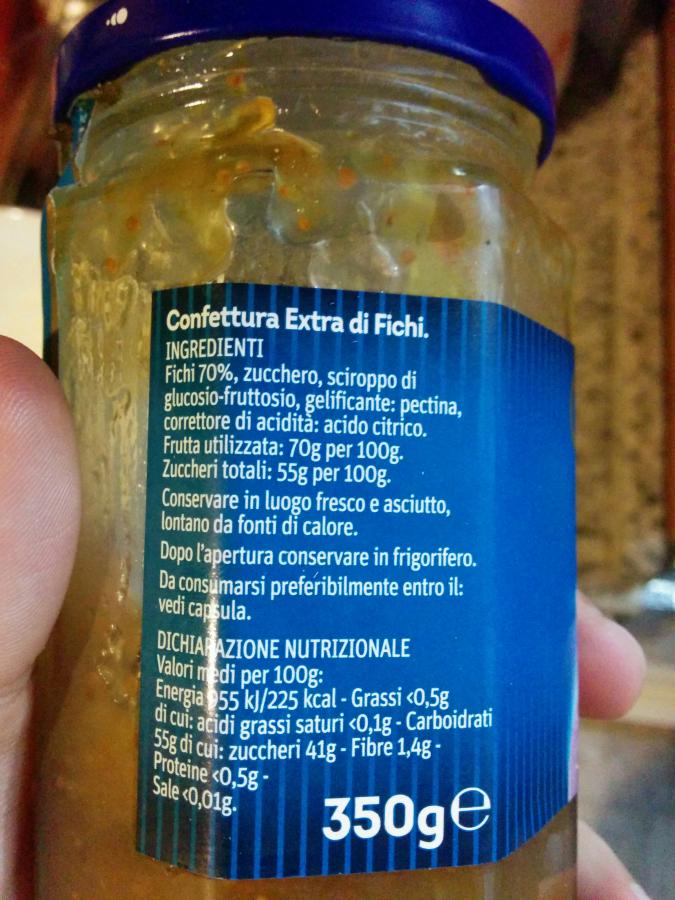 Confettura Extra di Fichi.
INGREDIENTI
Fichi 70%, zucchero, sciroppo di
glucosio-fruttosio, gelificante: pectina,
correttore di acidità: acido citrico.
Frutta utilizzata: 70g per 100g.
Zuccheri totali: 55g per 100g.
Conservare in luogo fresco e asciutto,
lontano da fonti di calore.
Dopo l'apertura conservare in frigorifero.
Da consumarsi preferibilmente entro il:
vedi capsula.
DICHIARAZIONE NUTRIZIONALE
Valori medi per 100g:
Energia 955 kJ/225 kcal - Grassi <0,5g
di cui: acidi grassi saturi <0,1g - Carboidrati
55g di cui: zuccheri 41g - Fibre 1,4g -
Proteine <0,5g -
Sale <0,01g.
350g ℮